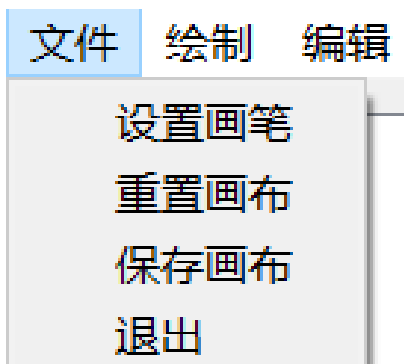 文件 绘制 编辑
设置画笔
重置画布
保存画布
退出